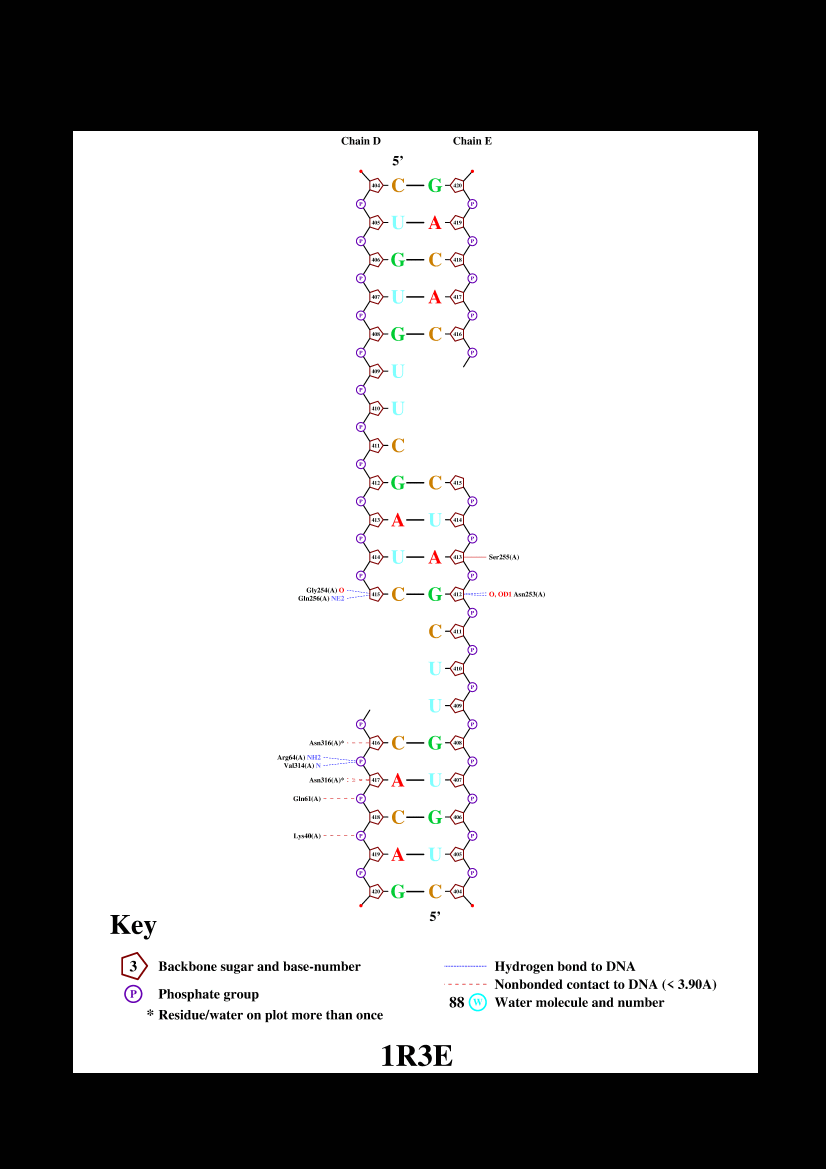 Chain D Chain E
5’
404 C G 420
P P
405 U A 419
P P
406 G C 418
P P
407 U A 417
P P
408 G C 416
P P
409 U
P
410 U
P
411 C
P
412 G C 415
P P
413 A U 414
P P
414 U A 413 Ser255(A)
P P
Gly254(A) O
Gln256(A) NE2
415 C G 412 O, OD1 Asn253(A)
P
C 411
P
U 410
P
U 409
P P
Asn316(A)* 416 C G 408
Arg64(A) NH2
Val314(A) N
P P
Asn316(A)* 417 A U 407
Gln61(A) P P
418 C G 406
Lys40(A) P P
419 A U 405
P P
420 G C 404
5’
Key
3 Backbone sugar and base-number
P Phosphate group
* Residue/water on plot more than once
Hydrogen bond to DNA
Nonbonded contact to DNA (< 3.90A)
88 W Water molecule and number
1R3E